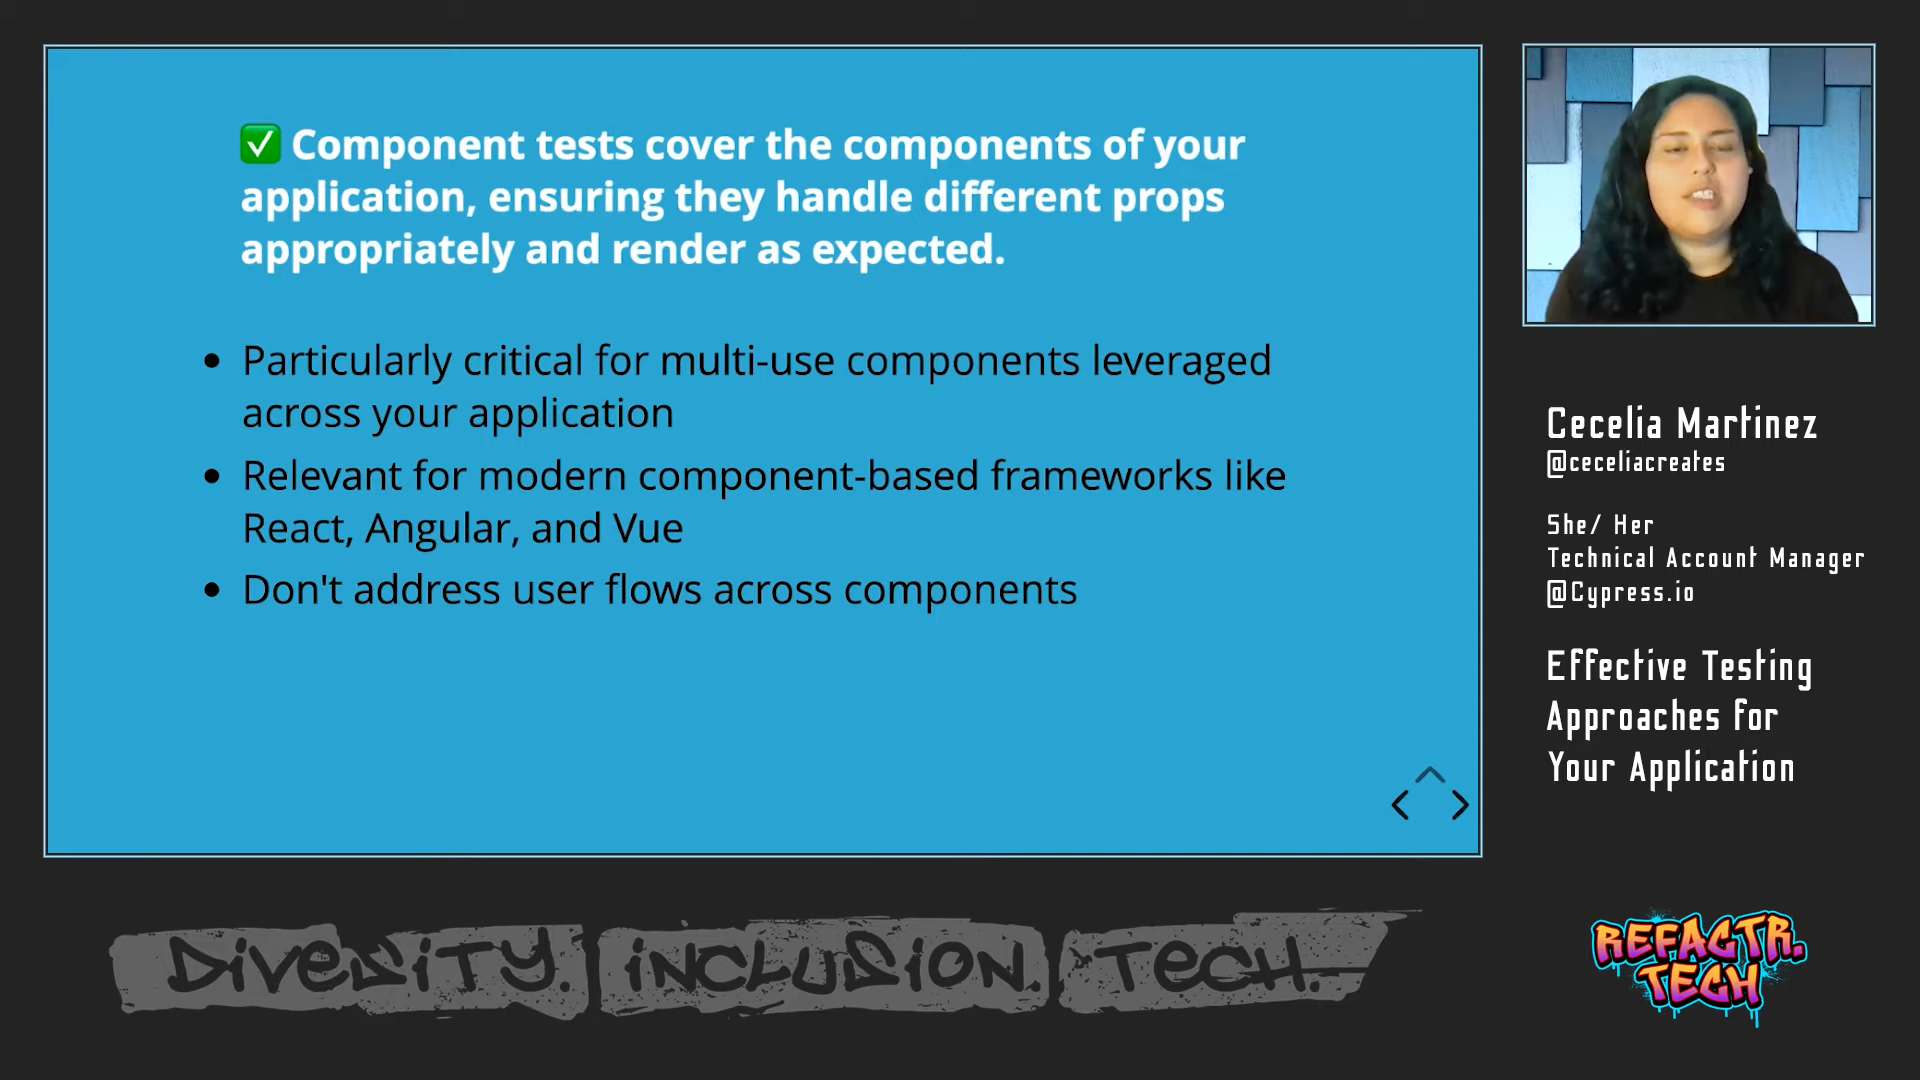 ✅ Component tests cover the components of your
application, ensuring they handle different props
appropriately and render as expected.
• Particularly critical for multi-use components leveraged
across your application
• Relevant for modern component-based frameworks like
React, Angular, and Vue
• Don't address user flows across components
Cecelia Martinez
@ceceliacreates
She/ Her
Technical Account Manager
@Cypress.io
Effective Testing
Approaches for
Your Application
DiveRSiTY. iNCLUSiON. TeCH.
REFACTR.
TECH